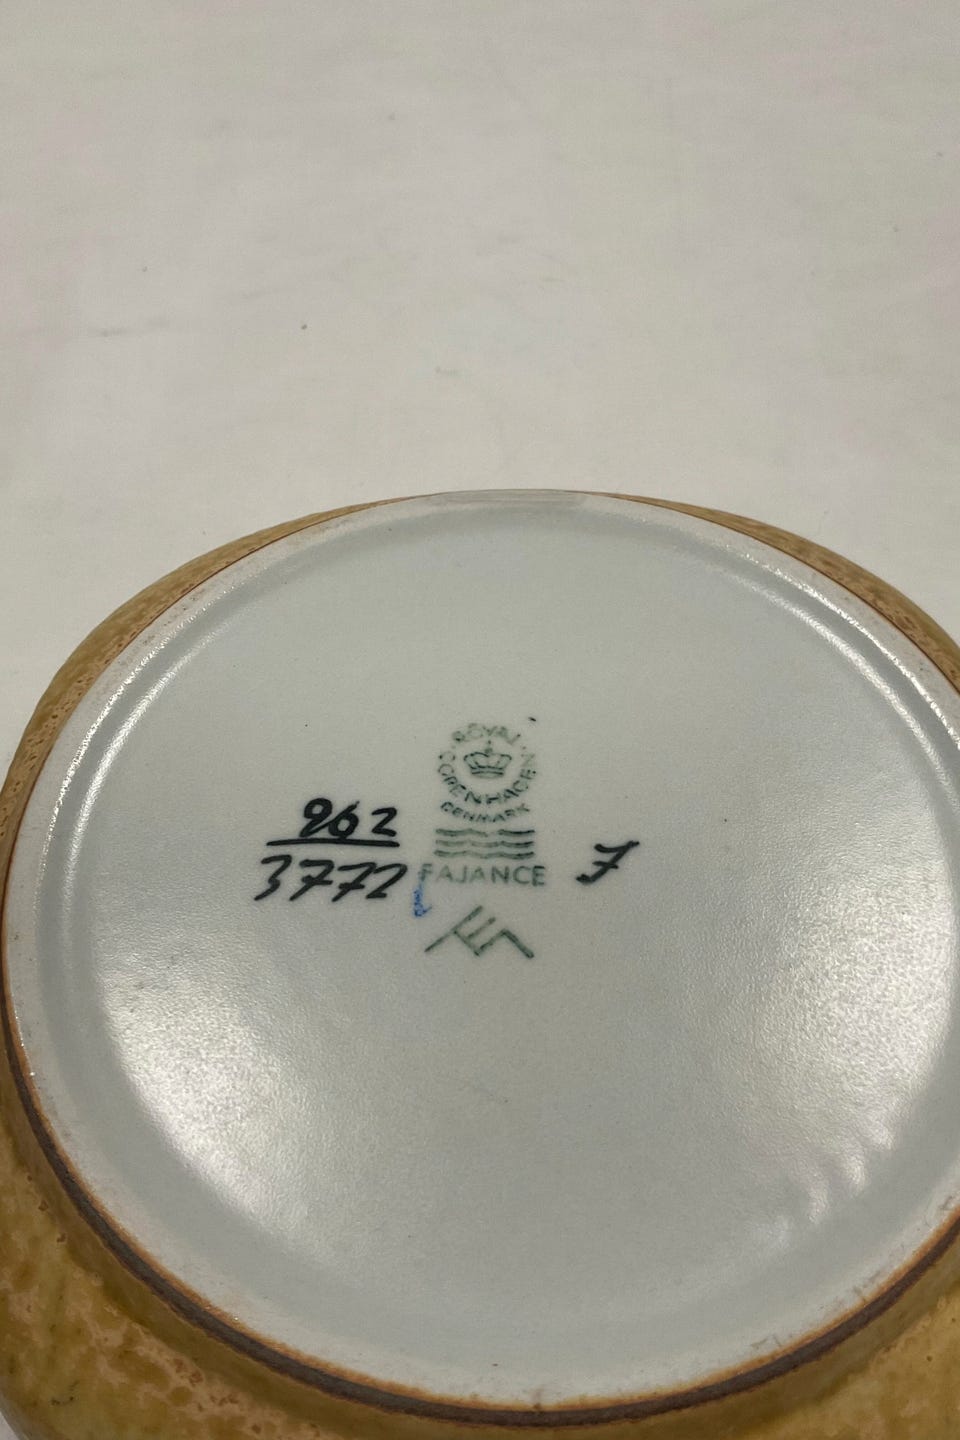 ROYAL
COPENHAGEN
DENMARK
FAJANCE
962
3772
7